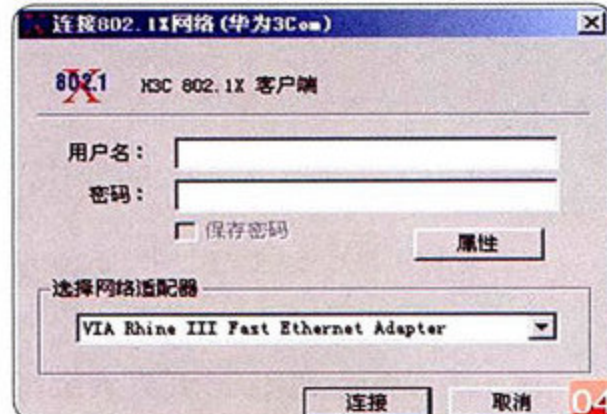 连接802.1X网络(华为3Com)
802.1X H3C 802.1X 客户端
用户名：
密码：
保存密码
属性
选择网络适配器
VIA Rhine III Fast Ethernet Adapter
连接 取消
04